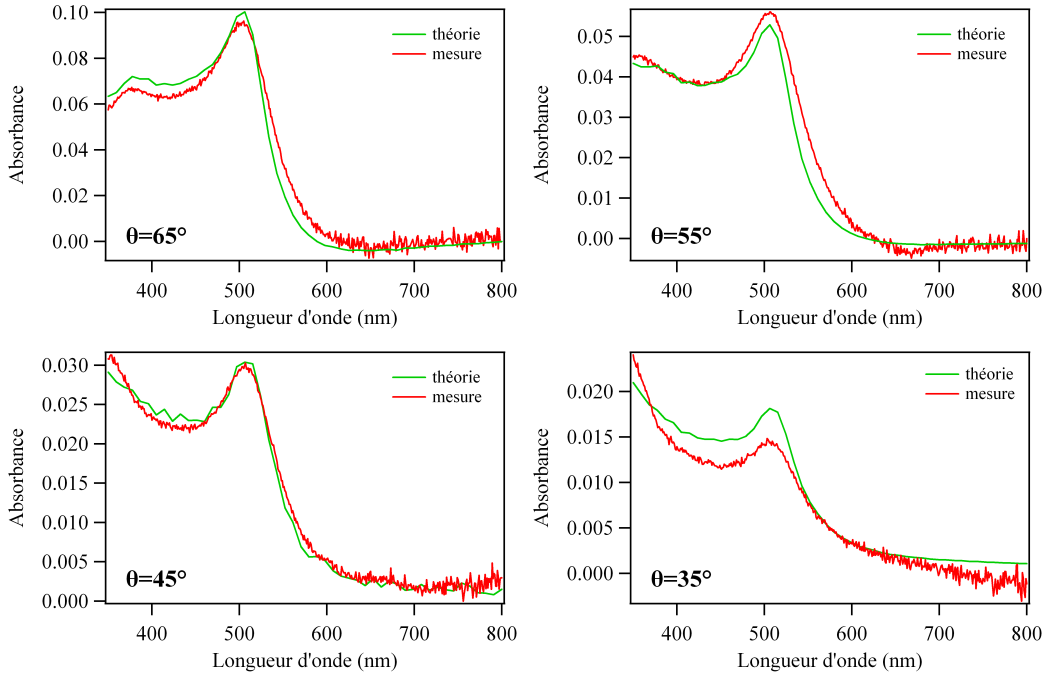 0.10
0.08
0.06
0.04
0.02
0.00
Absorbance
théorie
mesure
θ=65°
400 500 600 700 800
Longueur d'onde (nm)
0.05
0.04
0.03
0.02
0.01
0.00
Absorbance
théorie
mesure
θ=55°
400 500 600 700 800
Longueur d'onde (nm)
0.030
0.025
0.020
0.015
0.010
0.005
0.000
Absorbance
théorie
mesure
θ=45°
400 500 600 700 800
Longueur d'onde (nm)
0.020
0.015
0.010
0.005
0.000
Absorbance
théorie
mesure
θ=35°
400 500 600 700 800
Longueur d'onde (nm)